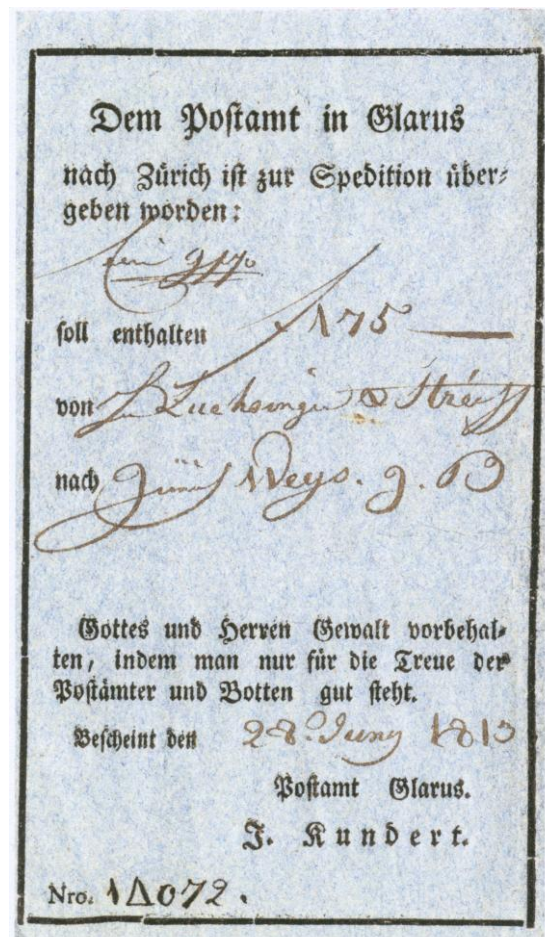 Dem Postamt in Glarus
nach Zürich ist zur Spedition über-
geben worden:
soll enthalten 175
von Luchsinger &
nach
Gottes und Herren Gewalt vorbehal-
ten, indem man nur für die Treue der
Postämter und Botten gut steht.
Bescheint den 28. Juny 1813
Postamt Glarus.
J. Kundert.
Nro.